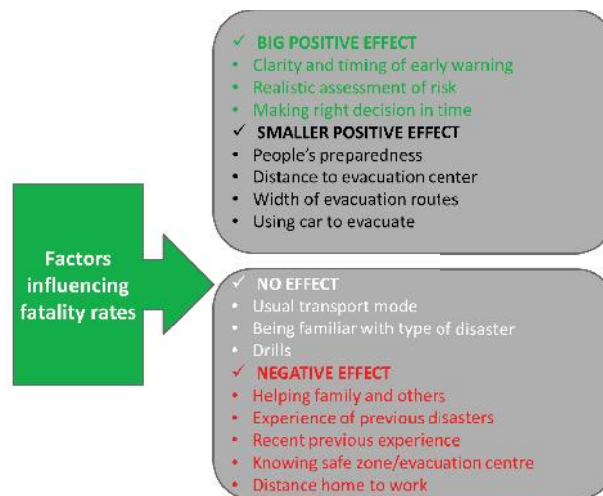 ✓ BIG POSITIVE EFFECT
• Clarity and timing of early warning
• Realistic assessment of risk
• Making right decision in time
✓ SMALLER POSITIVE EFFECT
• People's preparedness
• Distance to evacuation center
• Width of evacuation routes
• Using car to evacuate
Factors
influencing
fatality rates
✓ NO EFFECT
• Usual transport mode
• Being familiar with type of disaster
• Drills
✓ NEGATIVE EFFECT
• Helping family and others
• Experience of previous disasters
• Recent previous experience
• Knowing safe zone/evacuation centre
• Distance home to work